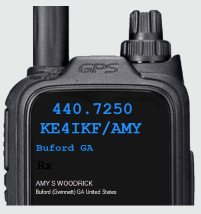 GPS
440.7250
KE4IKF/AMY
Buford GA
Rx
AMY S WOODRICK
Buford (Gwinnett) GA United States